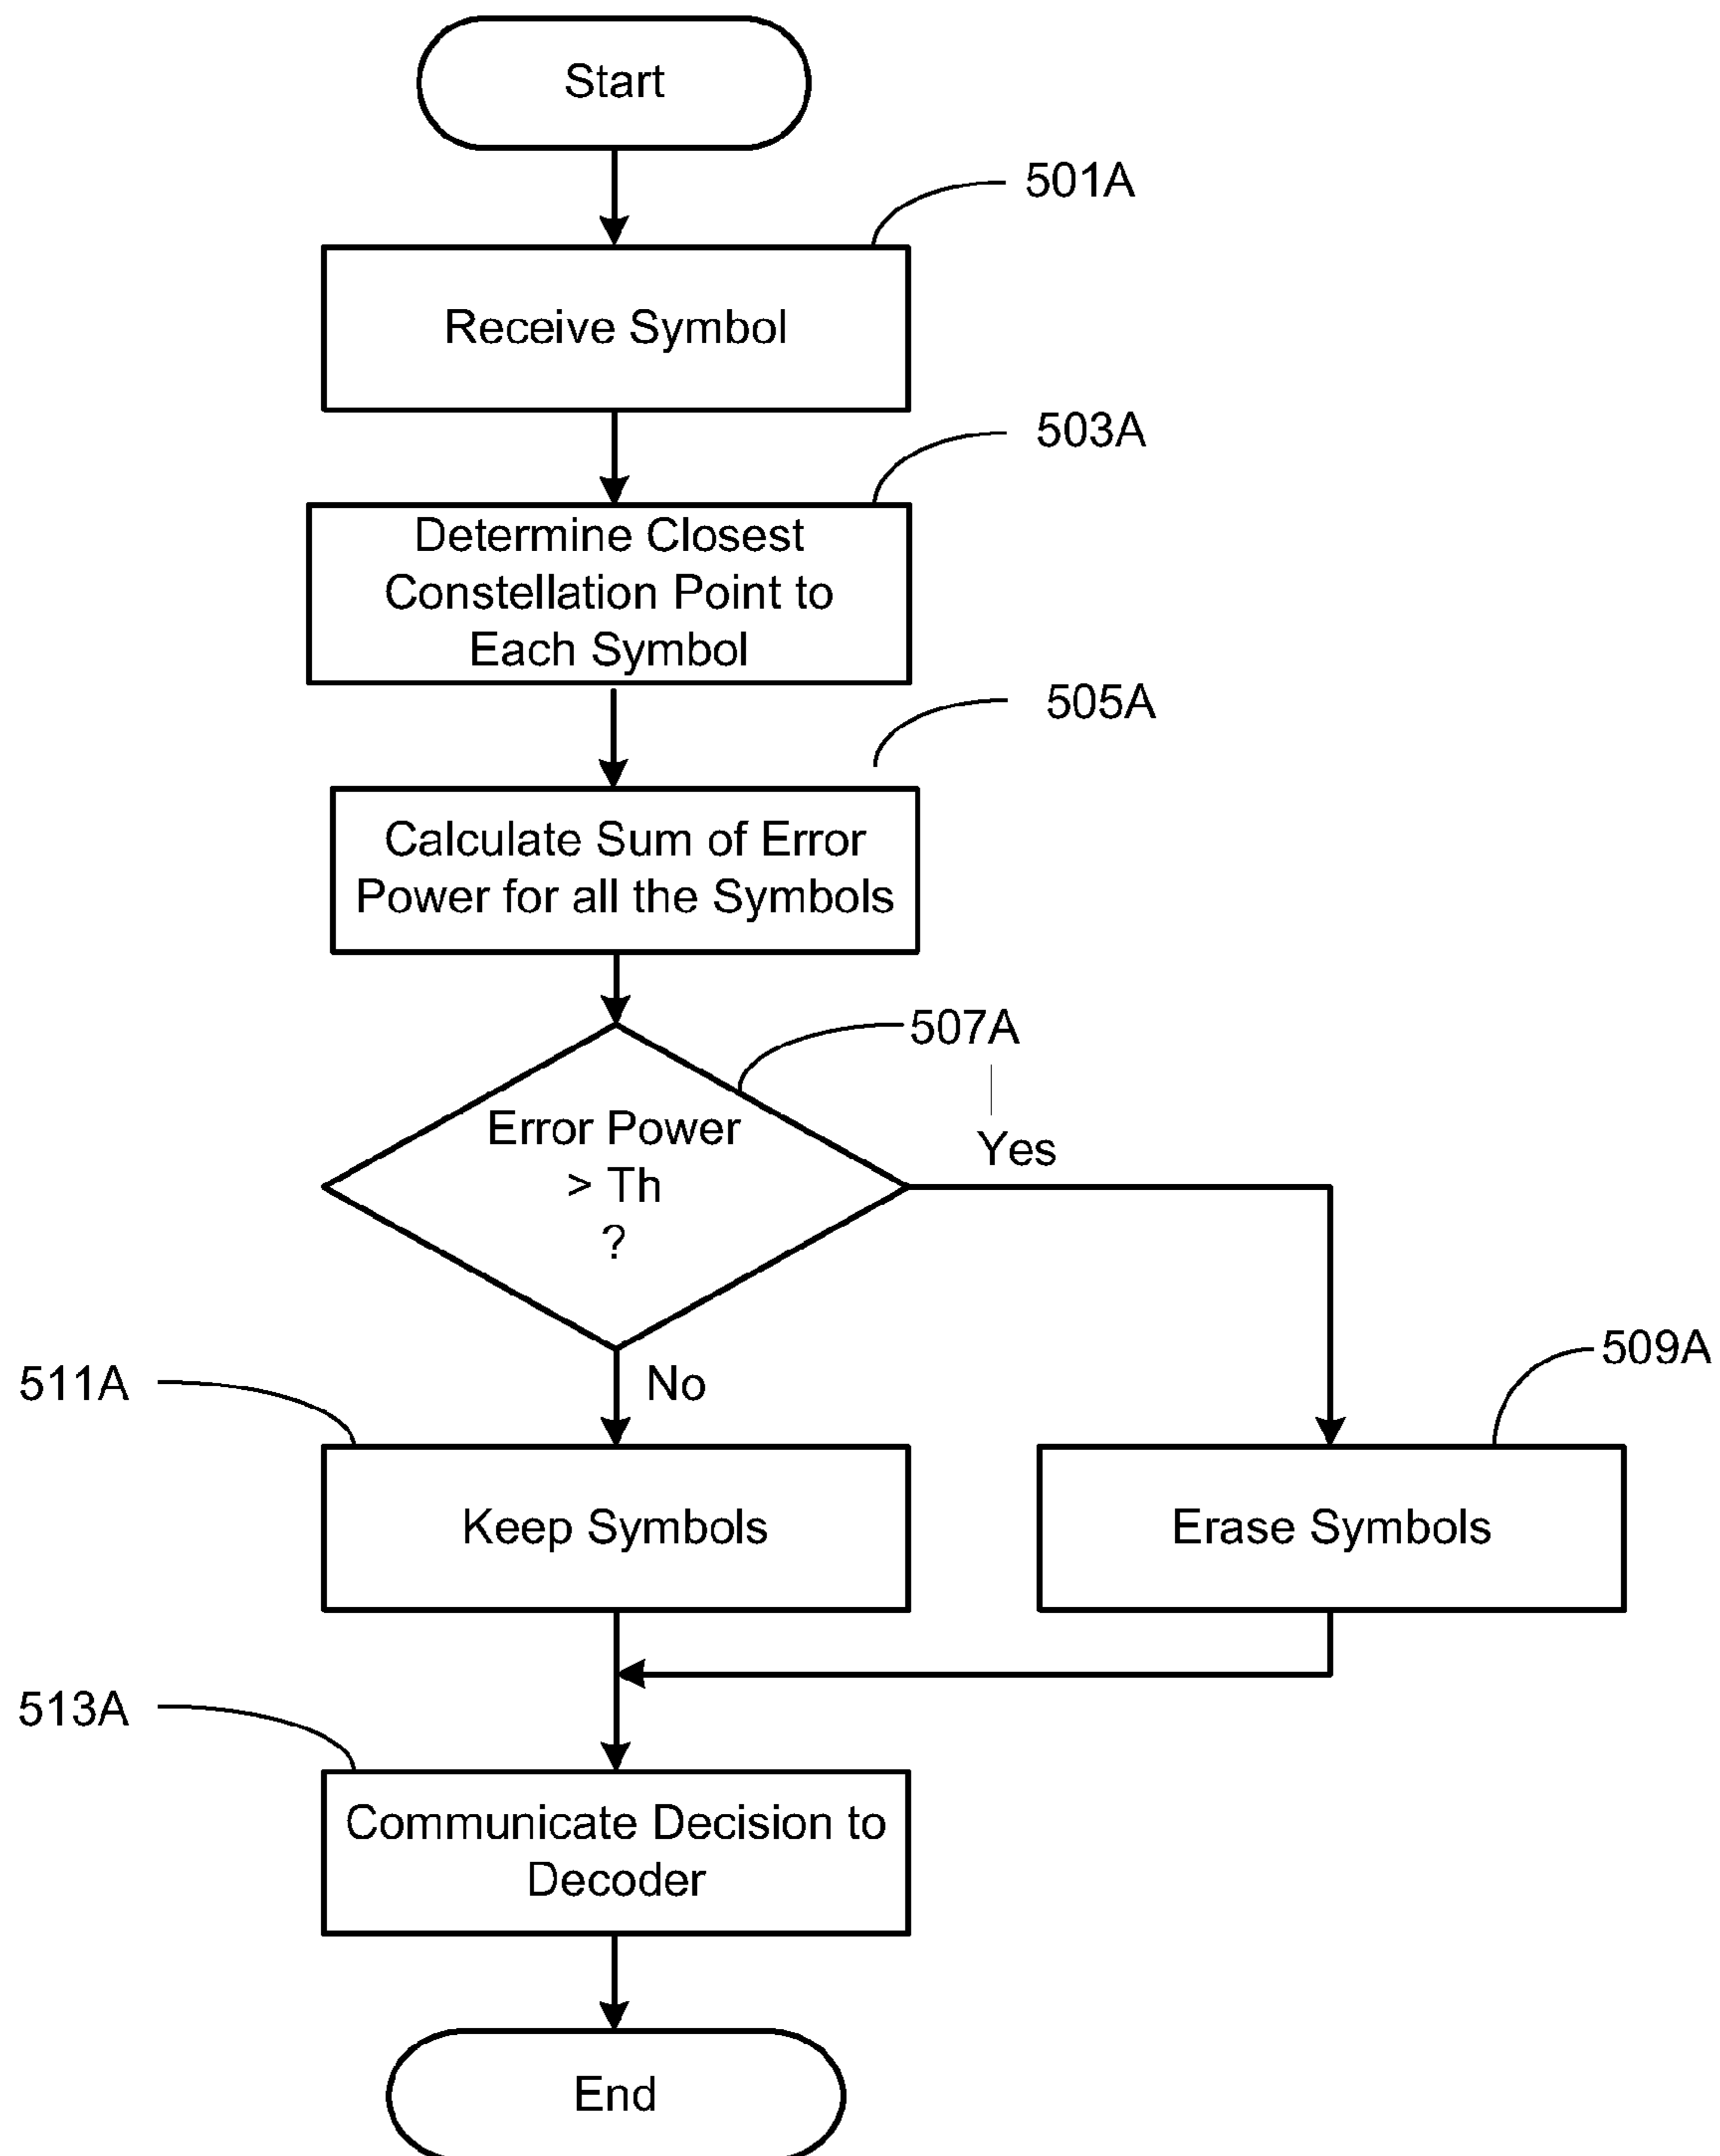 Start
501A
Receive Symbol
503A
Determine Closest
Constellation Point to
Each Symbol
505A
Calculate Sum of Error
Power for all the Symbols
507A
Error Power
> Th
?
Yes
No
509A
511A
Keep Symbols
Erase Symbols
513A
Communicate Decision to
Decoder
End